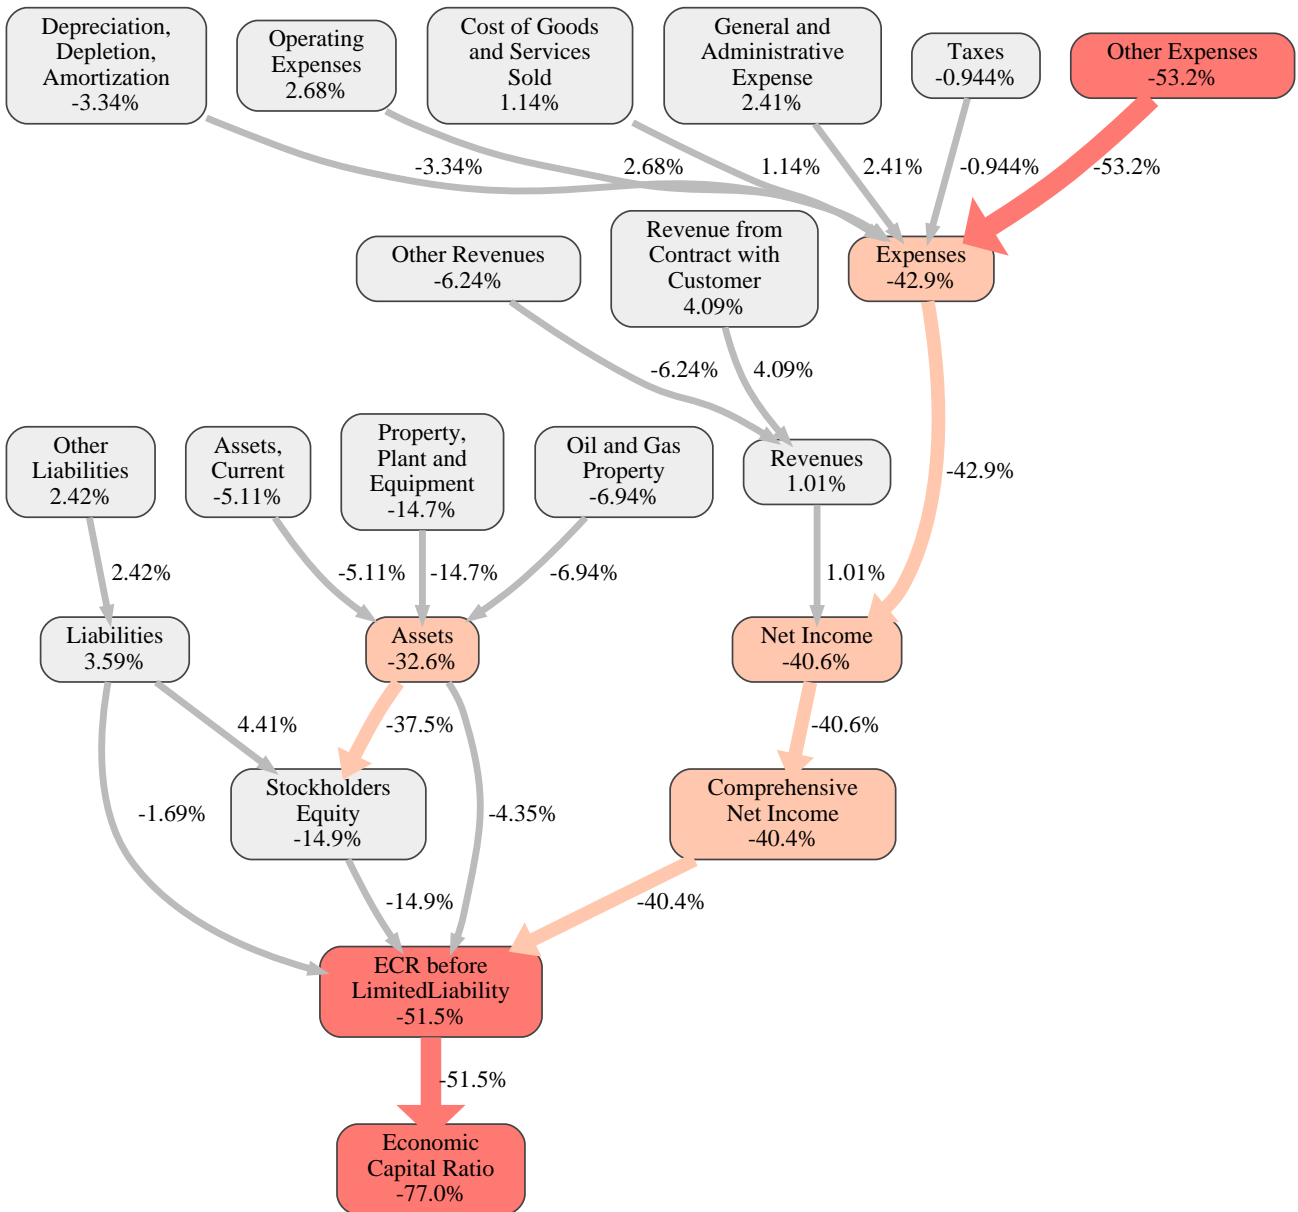 Depreciation,
Depletion,
Amortization
-3.34%
Operating
Expenses
2.68%
Cost of Goods
and Services
Sold
1.14%
General and
Administrative
Expense
2.41%
Taxes
-0.944%
Other Expenses
-53.2%
-3.34%
2.68%
1.14%
2.41%
-0.944%
-53.2%
Other Revenues
-6.24%
Revenue from
Contract with
Customer
4.09%
Expenses
-42.9%
-6.24%
4.09%
Other
Liabilities
2.42%
Assets,
Current
-5.11%
Property,
Plant and
Equipment
-14.7%
Oil and Gas
Property
-6.94%
Revenues
1.01%
-42.9%
2.42%
-5.11%
-14.7%
-6.94%
1.01%
Liabilities
3.59%
Assets
-32.6%
Net Income
-40.6%
4.41%
-37.5%
-40.6%
-1.69%
Stockholders
Equity
-14.9%
-4.35%
Comprehensive
Net Income
-40.4%
-14.9%
-40.4%
ECR before
LimitedLiability
-51.5%
-51.5%
Economic
Capital Ratio
-77.0%